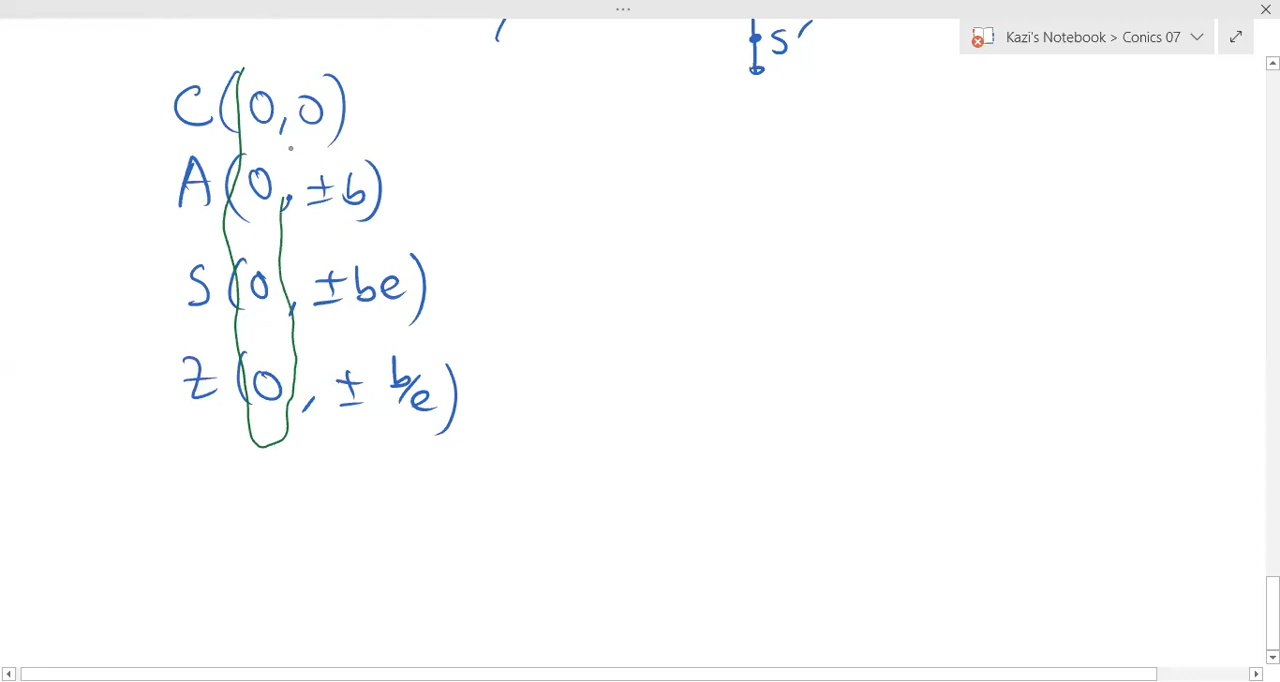 Kazi's Notebook > Conics 07
S′
C(0,0)
A(0, ±b)
S(0, ±be)
Z(0, ± b/e)